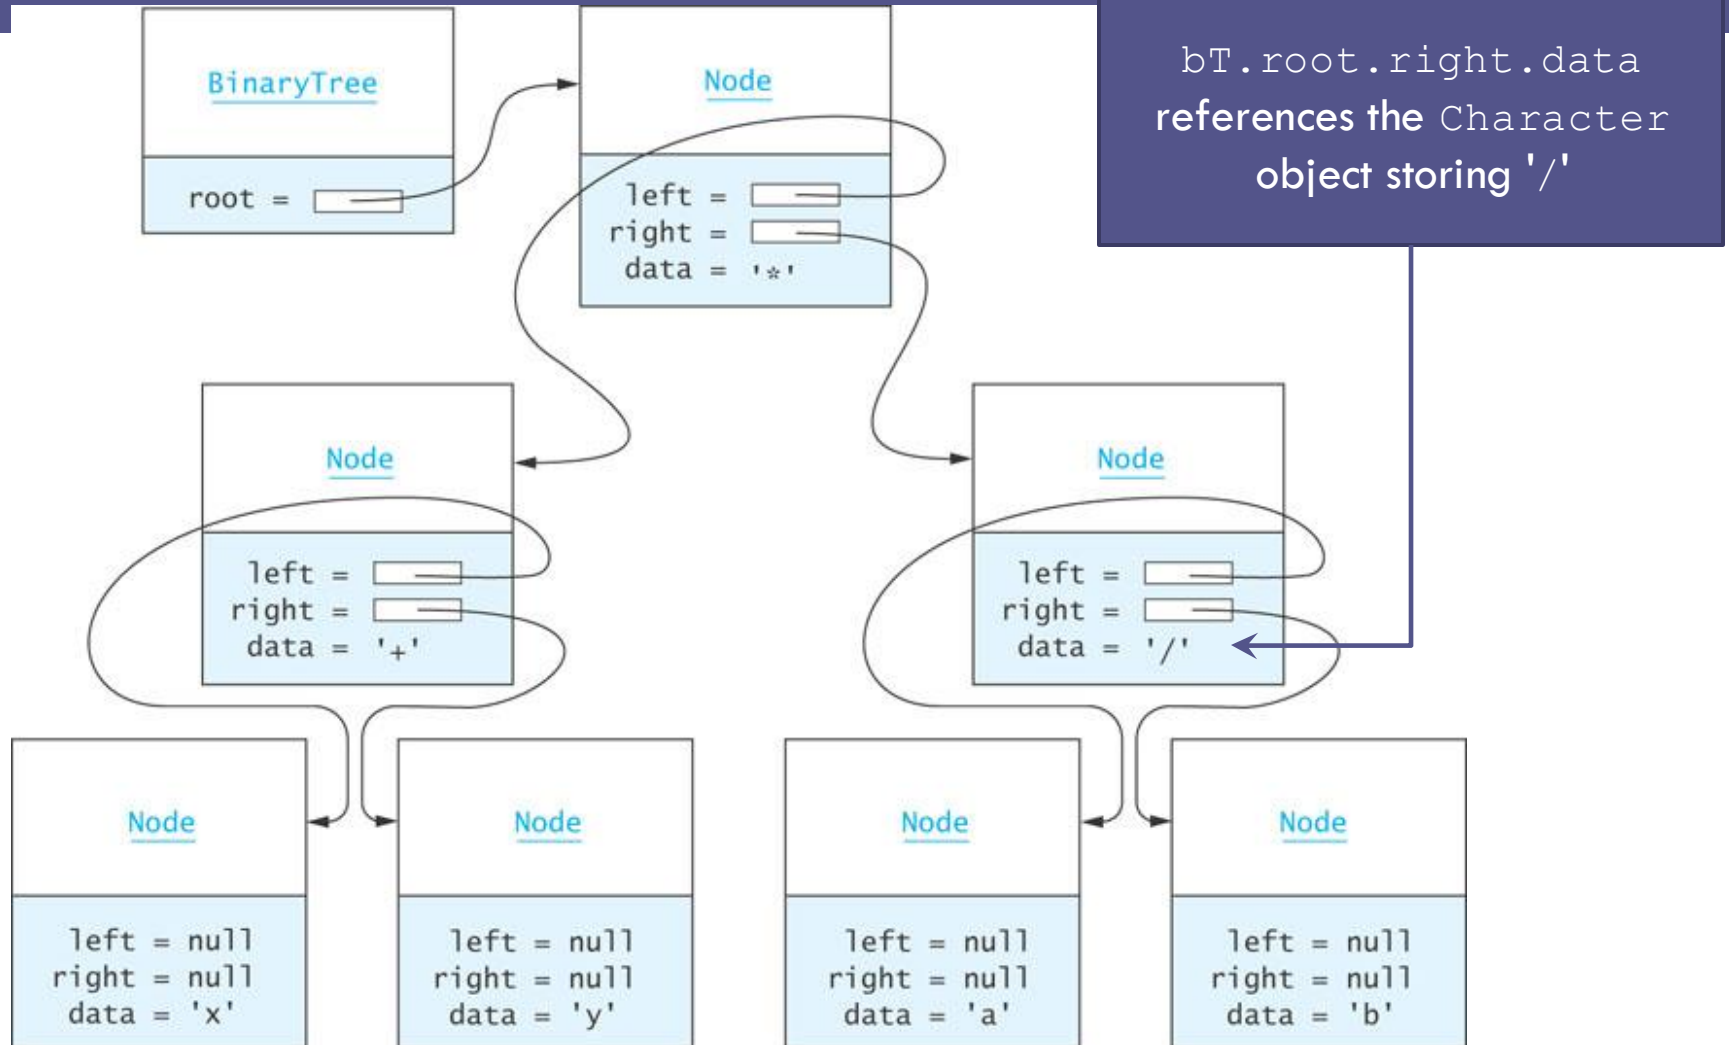 BinaryTree
root =
Node
left =
right =
data = '*'
bT.root.right.data
references the Character
object storing '/'
Node
left =
right =
data = '+'
Node
left =
right =
data = '/'
Node
left = null
right = null
data = 'x'
Node
left = null
right = null
data = 'y'
Node
left = null
right = null
data = 'a'
Node
left = null
right = null
data = 'b'